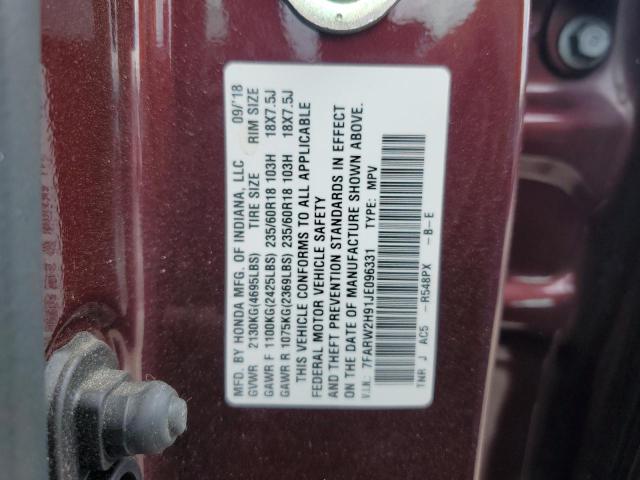 MFD. BY HONDA MFG. OF INDIANA, LLC 09/'18
GVWR 2130KG(4695LBS) TIRE SIZE RIM SIZE
GAWR F 1100KG(2425LBS) 235/60R18 103H 18X7.5J
GAWR R 1075KG(2369LBS) 235/60R18 103H 18X7.5J
THIS VEHICLE CONFORMS TO ALL APPLICABLE
FEDERAL MOTOR VEHICLE SAFETY
AND THEFT PREVENTION STANDARDS IN EFFECT
ON THE DATE OF MANUFACTURE SHOWN ABOVE.
V.I.N. 7FARW2H91JE096331 TYPE: MPV
TNR J AC5 -R548PX -B-E